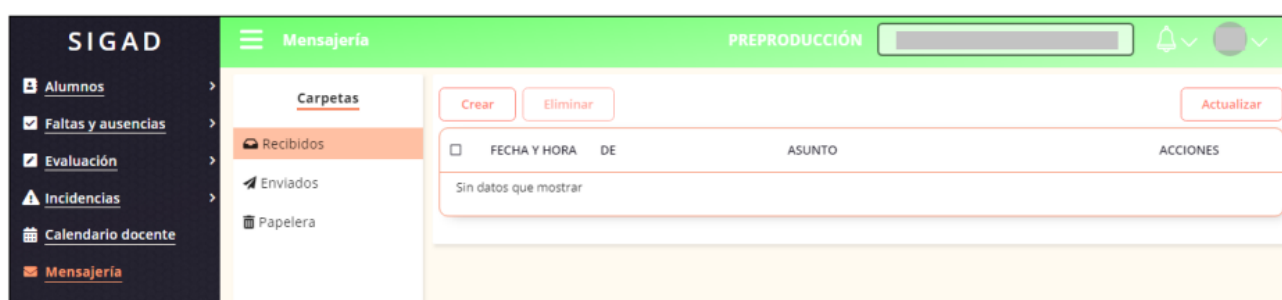 SIGAD
Alumnos
Faltas y ausencias
Evaluación
Incidencias
Calendario docente
Mensajería
Mensajería
PREPRODUCCIÓN
Carpetas
Recibidos
Enviados
Papelera
Crear Eliminar Actualizar
FECHA Y HORA DE ASUNTO ACCIONES
Sin datos que mostrar